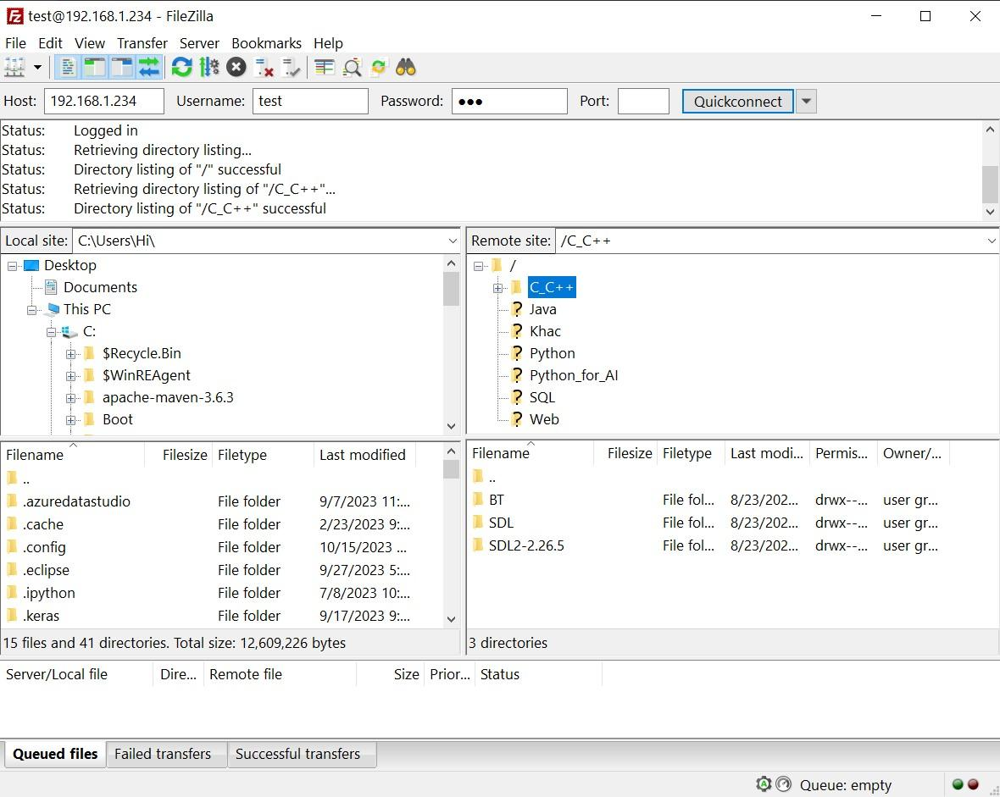 test@192.168.1.234 - FileZilla
File Edit View Transfer Server Bookmarks Help
Host: 192.168.1.234 Username: test Password: ●●● Port: Quickconnect
Status: Logged in
Status: Retrieving directory listing...
Status: Directory listing of "/" successful
Status: Retrieving directory listing of "/C_C++"...
Status: Directory listing of "/C_C++" successful
Local site: C:\Users\Hi\
Desktop
Documents
This PC
C:
$Recycle.Bin
$WinREAgent
apache-maven-3.6.3
Boot
Remote site: /C_C++
/
C_C++
Java
Khac
Python
Python_for_AI
SQL
Web
Filename Filesize Filetype Last modified
..
.azuredatastudio File folder 9/7/2023 11:...
.cache File folder 2/23/2023 9:...
.config File folder 10/15/2023 ...
.eclipse File folder 9/27/2023 5:...
.ipython File folder 7/8/2023 10:...
.keras File folder 9/17/2023 9:...
15 files and 41 directories. Total size: 12,609,226 bytes
Filename Filesize Filetype Last modi... Permis... Owner/...
..
BT File fol... 8/23/202... drwx--... user gr...
SDL File fol... 8/23/202... drwx--... user gr...
SDL2-2.26.5 File fol... 8/23/202... drwx--... user gr...
3 directories
Server/Local file Dire... Remote file Size Prior... Status
Queued files Failed transfers Successful transfers
Queue: empty